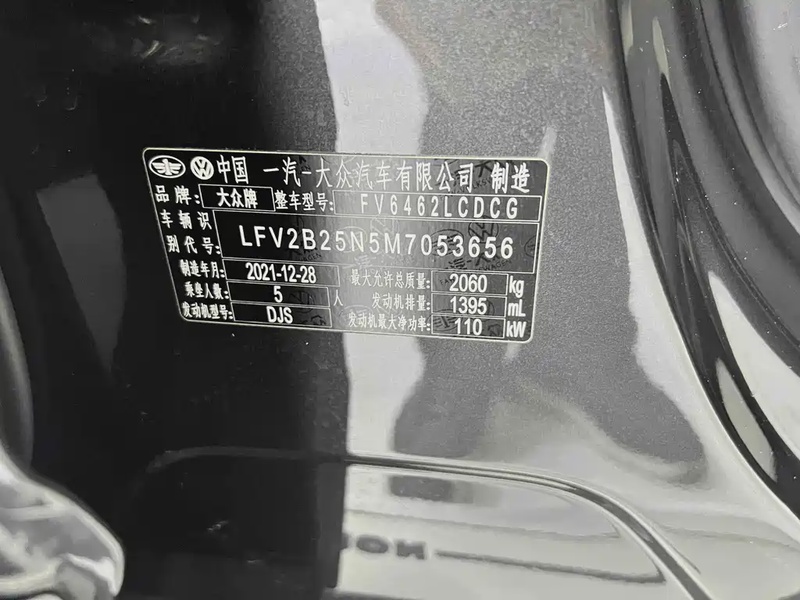 中国 一汽-大众汽车有限公司 制造
品牌: 大众牌 整车型号: FV6462LCDCG
车辆识别代号: LFV2B25N5M7053656
制造年月: 2021-12-28 最大允许总质量: 2060 kg
乘坐人数: 5 人 发动机排量: 1395 mL
发动机型号: DJS 发动机最大净功率: 110 kW